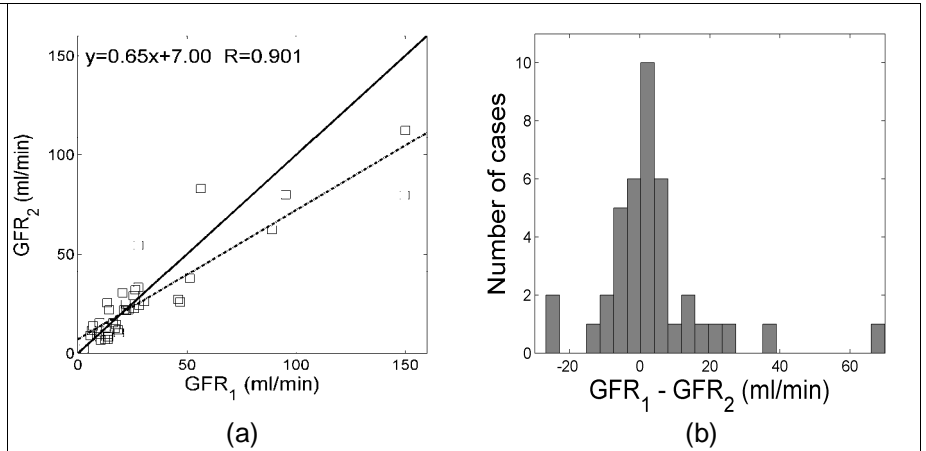 y=0.65x+7.00 R=0.901
150
100
50
0
GFR2 (ml/min)
0 50 100 150
GFR1 (ml/min)
(a)
10
8
6
4
2
0
Number of cases
-20 0 20 40 60
GFR1 - GFR2 (ml/min)
(b)